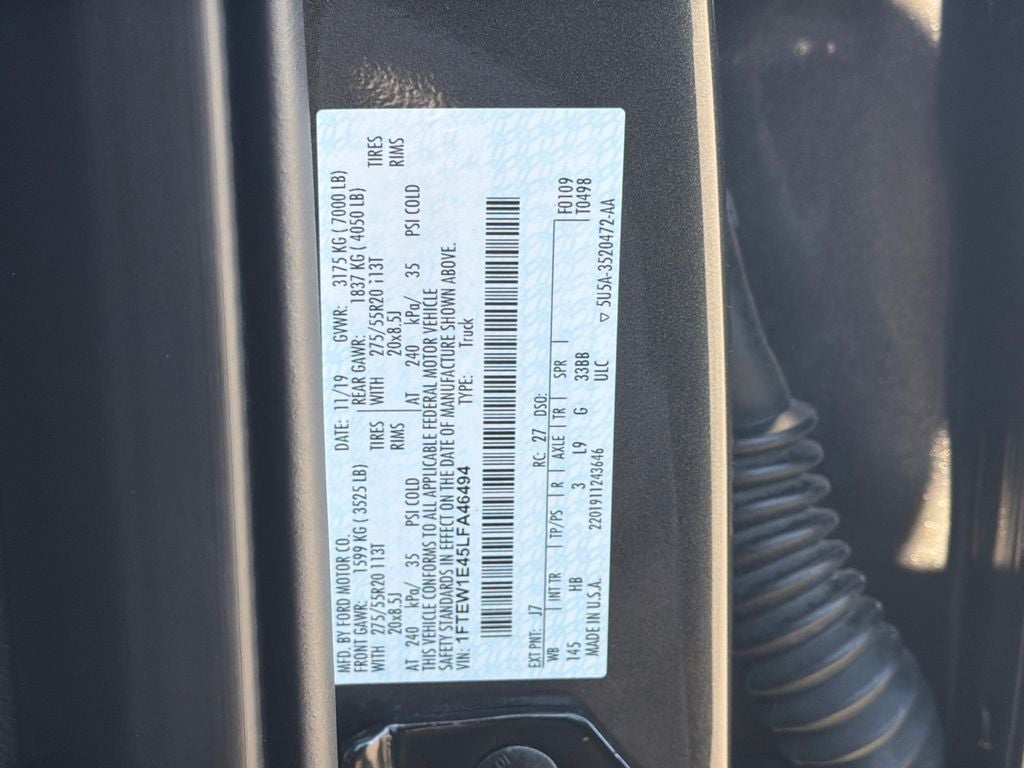 MFD. BY FORD MOTOR CO. DATE: 11/19 GVWR: 3175 KG ( 7000 LB)
FRONT GAWR: 1599 KG ( 3525 LB) REAR GAWR: 1837 KG ( 4050 LB)
WITH 275/55R20 113T TIRES WITH 275/55R20 113T TIRES
20x8.5J RIMS 20x8.5J RIMS
AT 240 kPa/ 35 PSI COLD AT 240 kPa/ 35 PSI COLD
THIS VEHICLE CONFORMS TO ALL APPLICABLE FEDERAL MOTOR VEHICLE
SAFETY STANDARDS IN EFFECT ON THE DATE OF MANUFACTURE SHOWN ABOVE.
VIN: 1FTEW1E45LFA46494 TYPE: Truck
EXT PNT: J7 RC: 27 DSO: F0109
WB INT TR TP/PS R AXLE TR SPR T0498
145 HB 3 L9 G 33BB
MADE IN U.S.A. 2201911243646 ULC ▽ 5U5A-3520472-AA